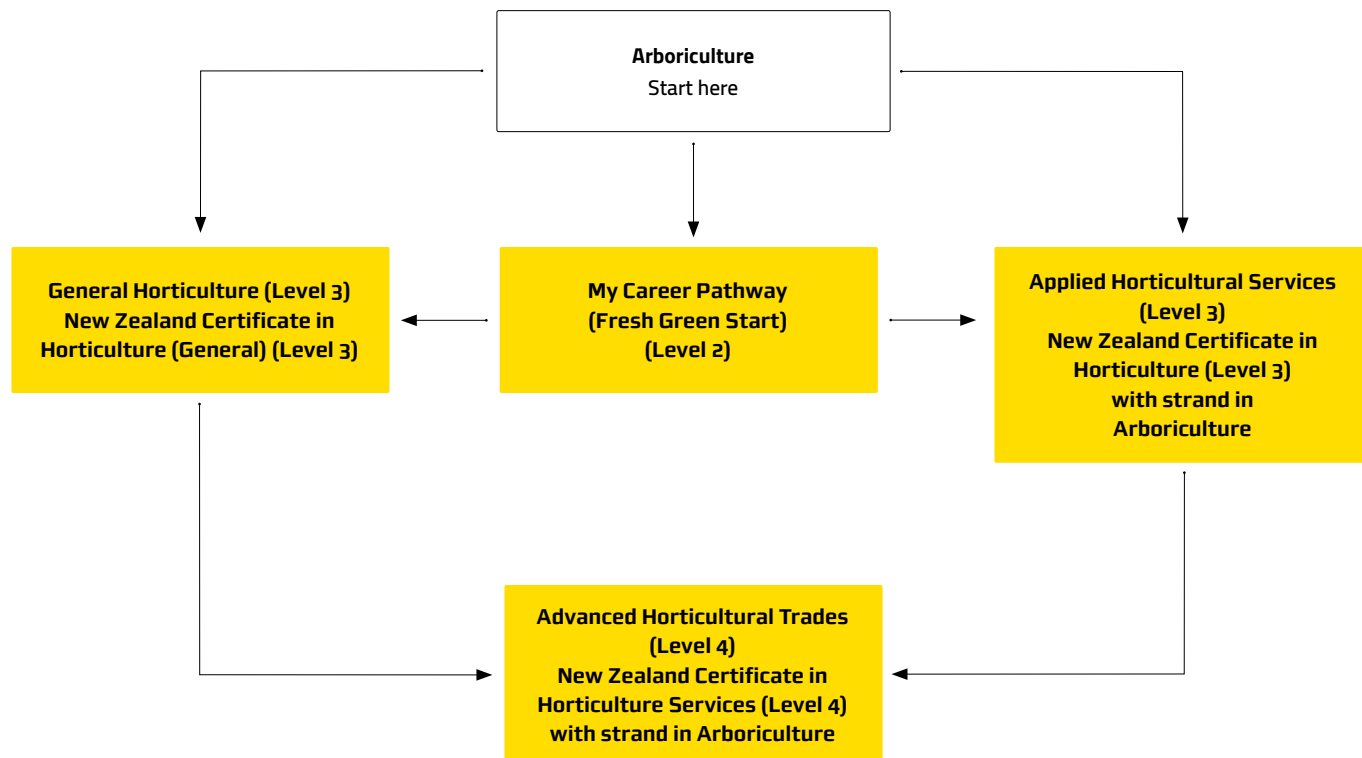 Arboriculture
Start here
General Horticulture (Level 3)
New Zealand Certificate in
Horticulture (General) (Level 3)
My Career Pathway
(Fresh Green Start)
(Level 2)
Applied Horticultural Services
(Level 3)
New Zealand Certificate in
Horticulture (Level 3)
with strand in
Arboriculture
Advanced Horticultural Trades
(Level 4)
New Zealand Certificate in
Horticulture Services (Level 4)
with strand in Arboriculture